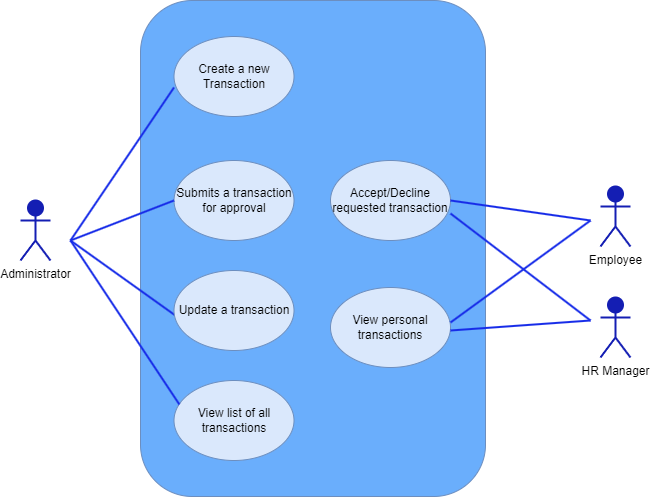 Create a new
Transaction
Submits a transaction
for approval
Accept/Decline
requested transaction
Employee
Administrator
Update a transaction
View personal
transactions
HR Manager
View list of all
transactions